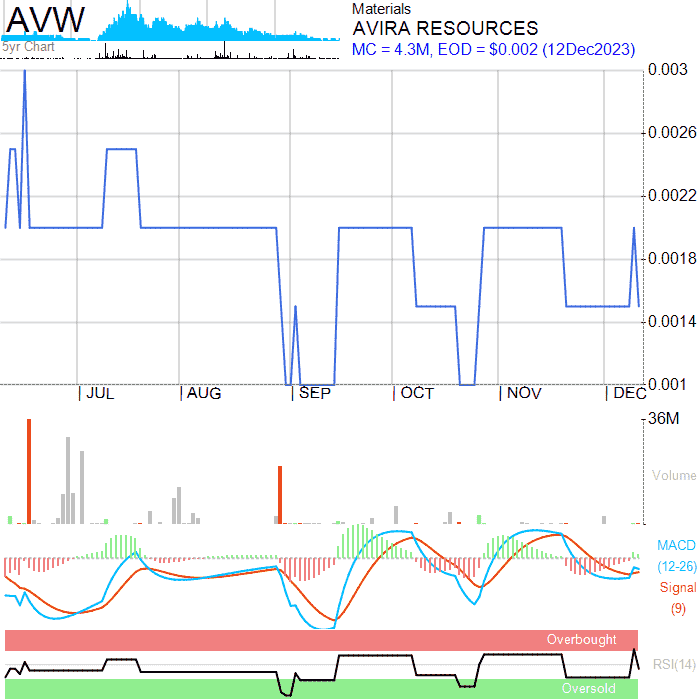 AVW
5yr Chart
Materials
AVIRA RESOURCES
MC = 4.3M, EOD = $0.002 (12Dec2023)
0.003
0.0026
0.0022
0.0018
0.0014
0.001
JUL
AUG
SEP
OCT
NOV
DEC
36M
Volume
MACD
(12-26)
Signal
(9)
Overbought
RSI(14)
Oversold